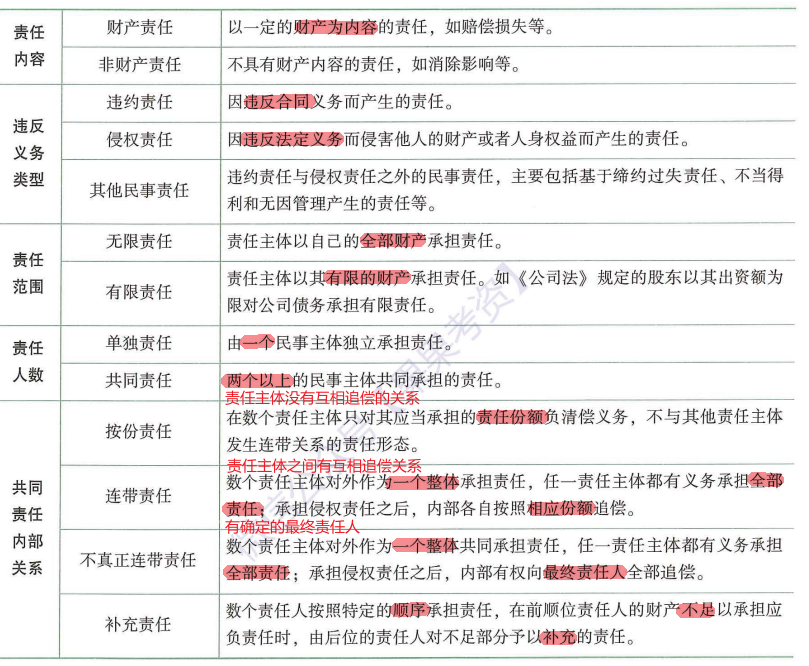 责任
内容
财产责任
以一定的财产为内容的责任，如赔偿损失等。
非财产责任
不具有财产内容的责任，如消除影响等。
违反
义务
类型
违约责任
因违反合同义务而产生的责任。
侵权责任
因违反法定义务而侵害他人的财产或者人身权益而产生的责任。
其他民事责任
违约责任与侵权责任之外的民事责任，主要包括基于缔约过失责任、不当得
利和无因管理产生的责任等。
责任
范围
无限责任
责任主体以自己的全部财产承担责任。
有限责任
责任主体以其有限的财产承担责任。如《公司法》规定的股东以其出资额为
限对公司债务承担有限责任。
责任
人数
单独责任
由一个民事主体独立承担责任。
共同责任
两个以上的民事主体共同承担的责任。
共同
责任
内部
关系
责任主体没有互相追偿的关系
按份责任
在数个责任主体只对其应当承担的责任份额负清偿义务，不与其他责任主体
发生连带关系的责任形态。
责任主体之间有互相追偿关系
连带责任
数个责任主体对外作为一个整体承担责任，任一责任主体都有义务承担全部
责任；承担侵权责任之后，内部各自按照相应份额追偿。
有确定的最终责任人
不真正连带责任
数个责任主体对外作为一个整体共同承担责任，任一责任主体都有义务承担
全部责任；承担侵权责任之后，内部有权向最终责任人全部追偿。
补充责任
数个责任人按照特定的顺序承担责任，在前顺位责任人的财产不足以承担应
负责任时，由后位的责任人对不足部分予以补充的责任。